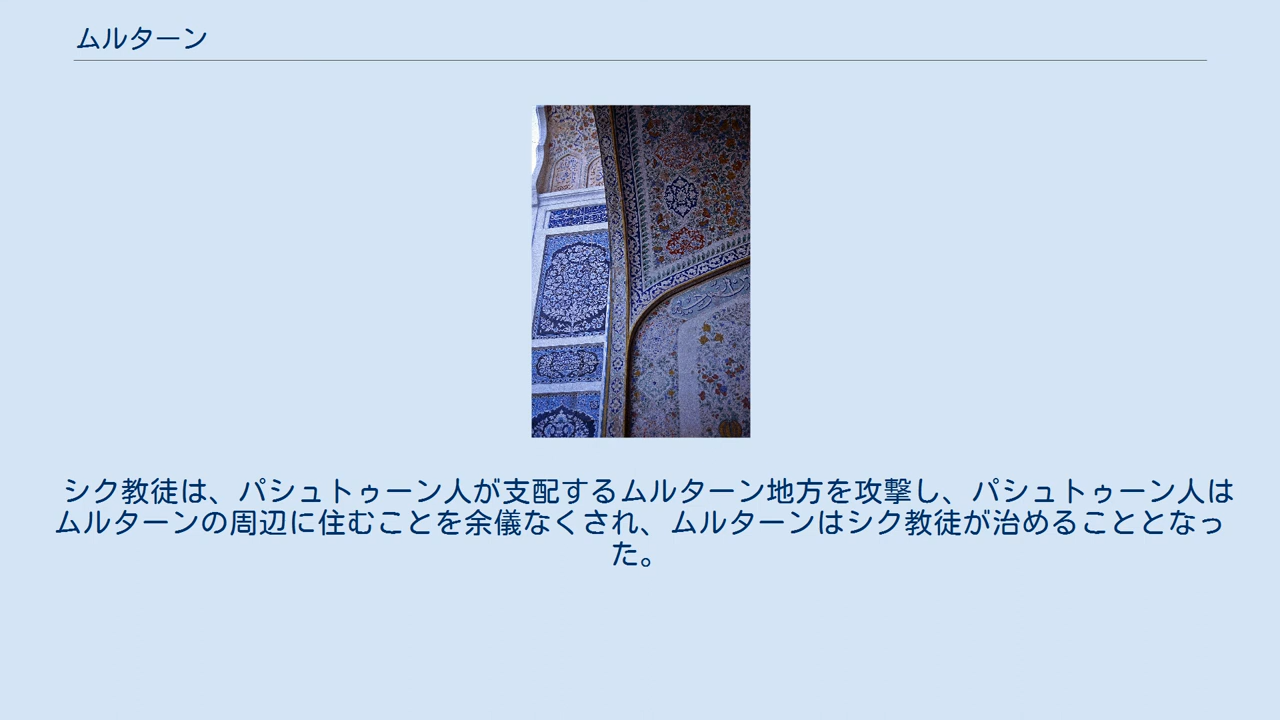 ムルターン
シク教徒は、パシュトゥーン人が支配するムルターン地方を攻撃し、パシュトゥーン人は
ムルターンの周辺に住むことを余儀なくされ、ムルターンはシク教徒が治めることとなっ
た。